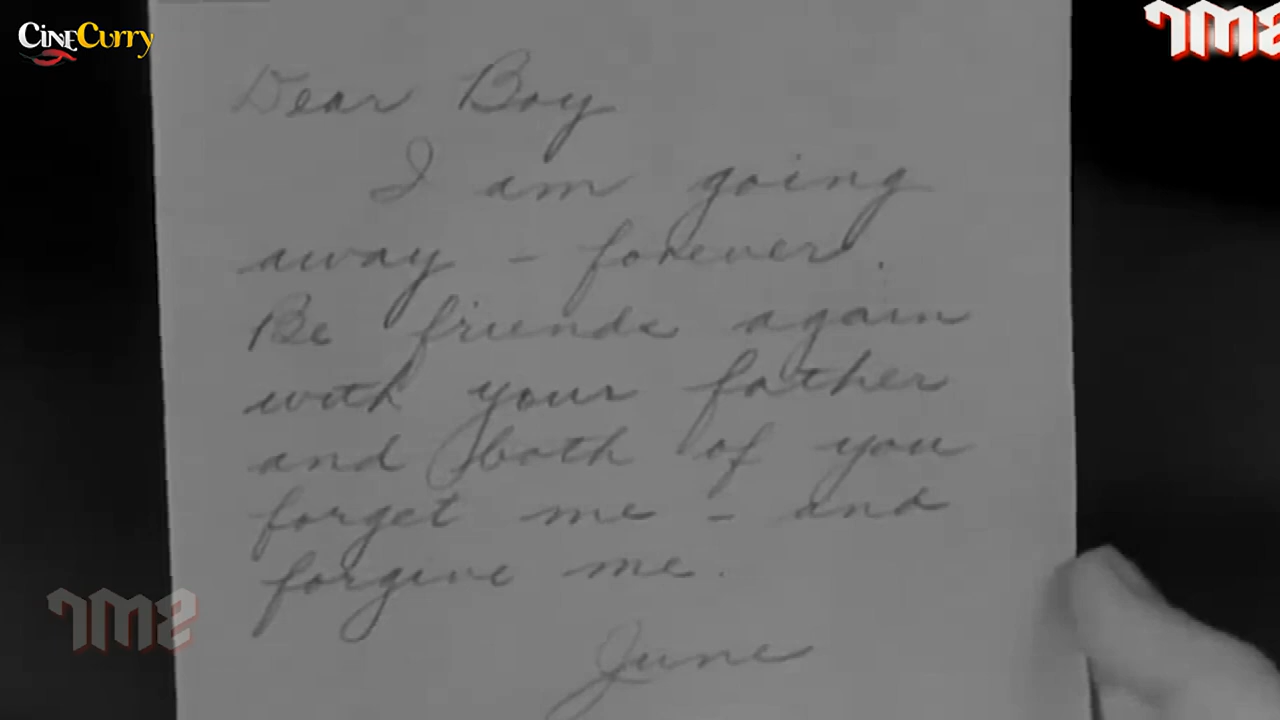 CineCurry
Dear Boy
I am going
away - forever.
Be friends again
with your father
and both of you
forget me - and
forgive me.
June